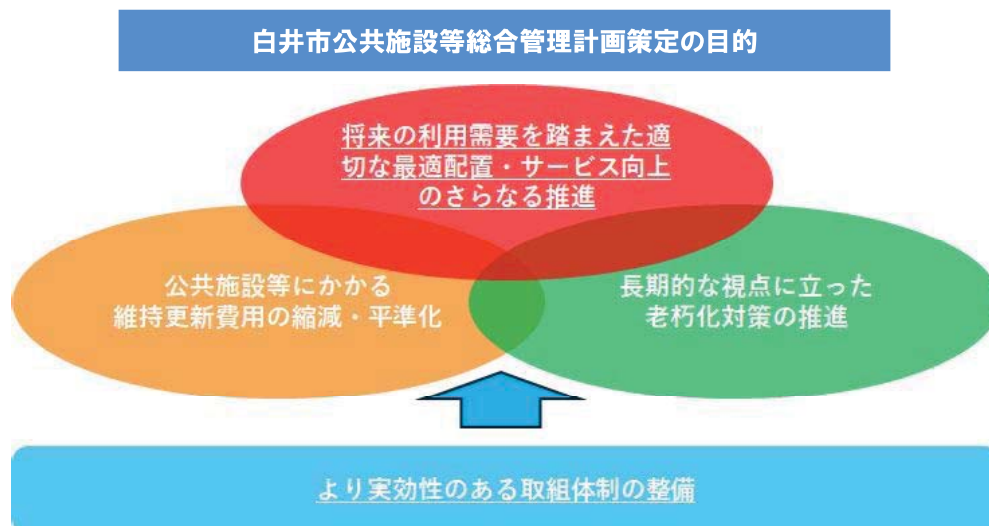 白井市公共施設等総合管理計画策定の目的
将来の利用需要を踏まえた適
切な最適配置・サービス向上
のさらなる推進
公共施設等にかかる
維持更新費用の縮減・平準化
長期的な視点に立った
老朽化対策の推進
より実効性のある取組体制の整備